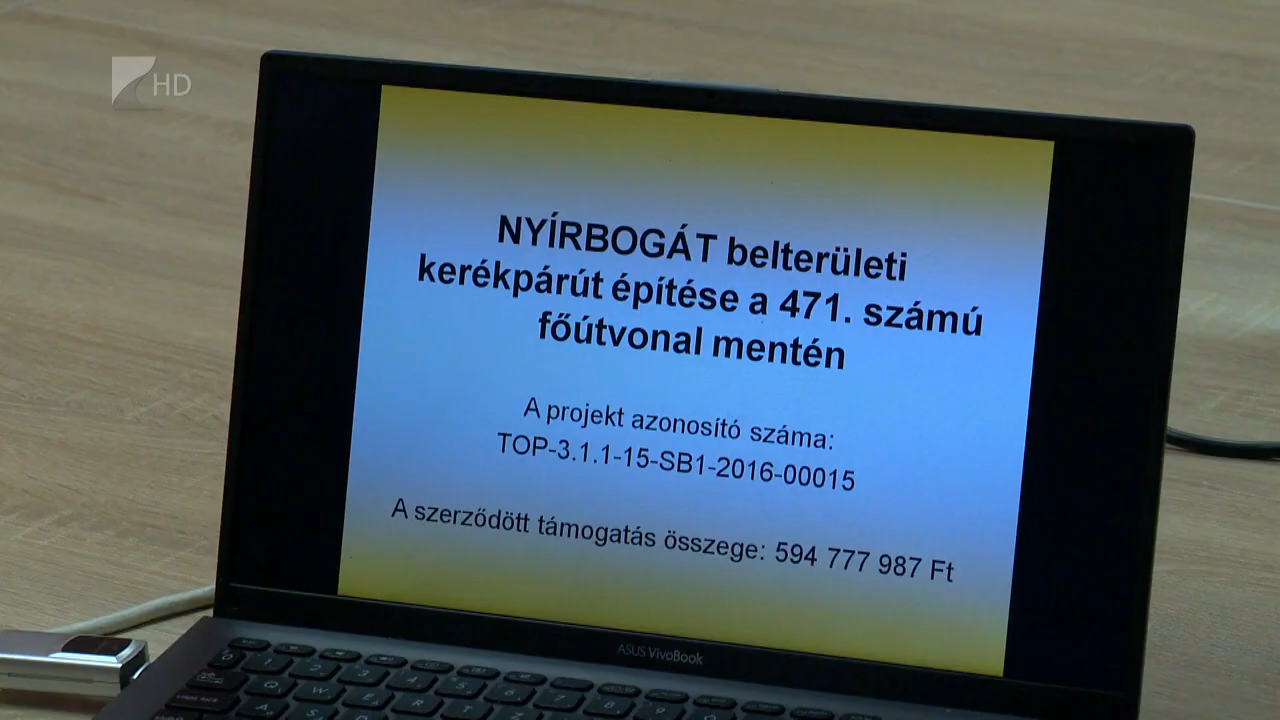 HD
NYÍRBOGÁT belterületi
kerékpárút építése a 471. számú
főútvonal mentén
A projekt azonosító száma:
TOP-3.1.1-15-SB1-2016-00015
A szerződött támogatás összege: 594 777 987 Ft
ASUS VivoBook